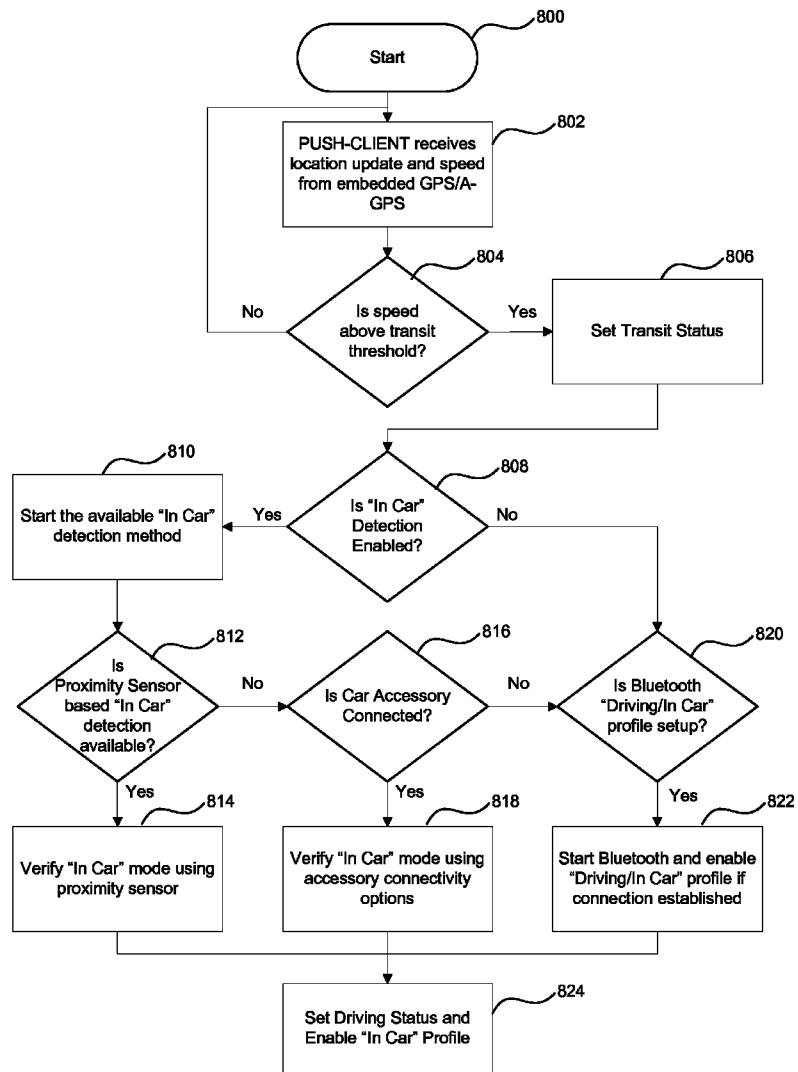 800
Start
802
PUSH-CLIENT receives
location update and speed
from embedded GPS/A-
GPS
804
Is speed
above transit
threshold?
No
Yes
806
Set Transit Status
808
Is “In Car”
Detection
Enabled?
Yes
No
810
Start the available “In Car”
detection method
812
Is
Proximity Sensor
based “In Car”
detection
available?
No
Yes
816
Is Car Accessory
Connected?
No
Yes
820
Is Bluetooth
“Driving/In Car”
profile setup?
Yes
814
Verify “In Car” mode using
proximity sensor
818
Verify “In Car” mode using
accessory connectivity
options
822
Start Bluetooth and enable
“Driving/In Car” profile if
connection established
824
Set Driving Status and
Enable “In Car” Profile